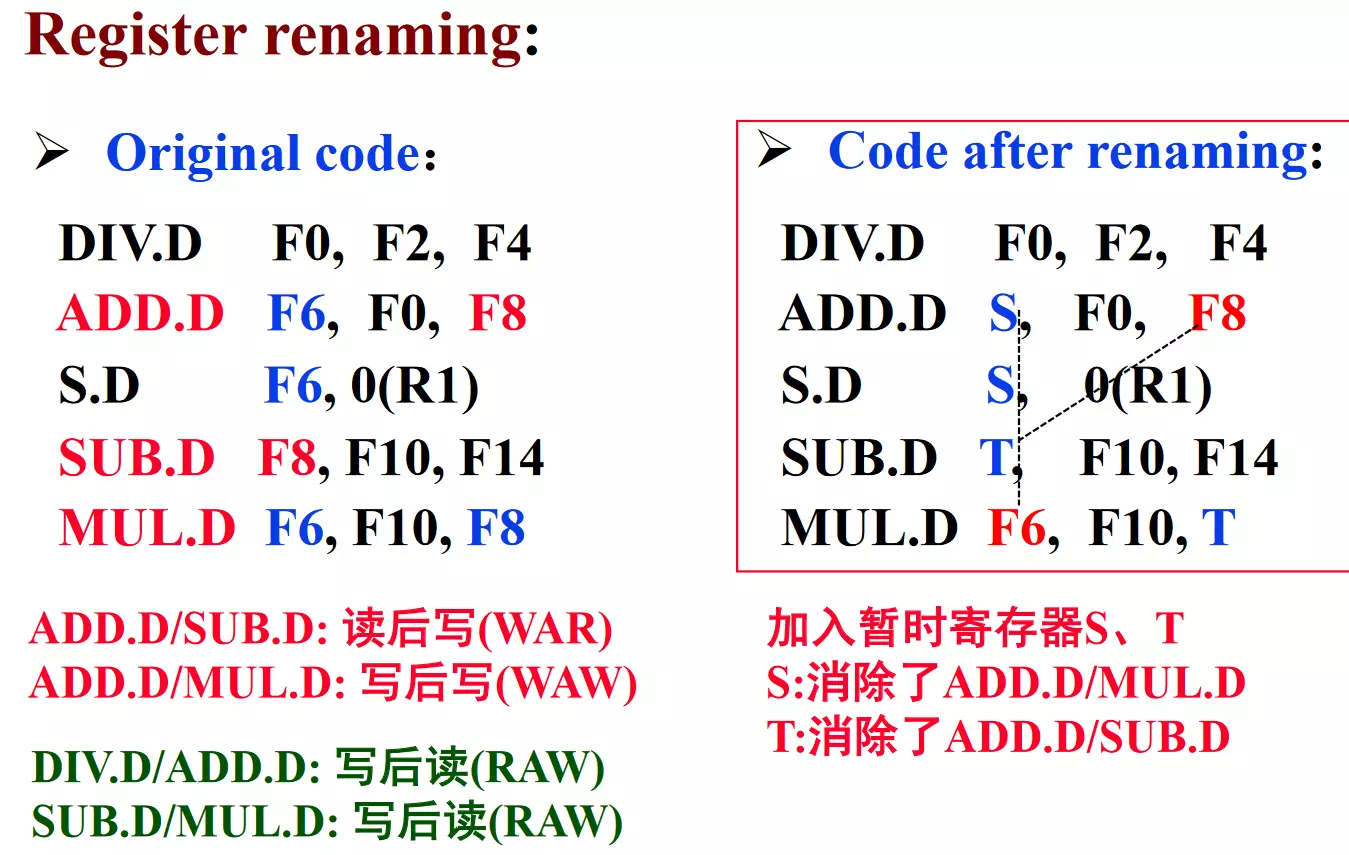 Register renaming:
➢ Original code：
DIV.D F0, F2, F4
ADD.D F6, F0, F8
S.D F6, 0(R1)
SUB.D F8, F10, F14
MUL.D F6, F10, F8
ADD.D/SUB.D: 读后写(WAR)
ADD.D/MUL.D: 写后写(WAW)
DIV.D/ADD.D: 写后读(RAW)
SUB.D/MUL.D: 写后读(RAW)
➢ Code after renaming:
DIV.D F0, F2, F4
ADD.D S, F0, F8
S.D S, 0(R1)
SUB.D T, F10, F14
MUL.D F6, F10, T
加入暂时寄存器S、T
S:消除了ADD.D/MUL.D
T:消除了ADD.D/SUB.D